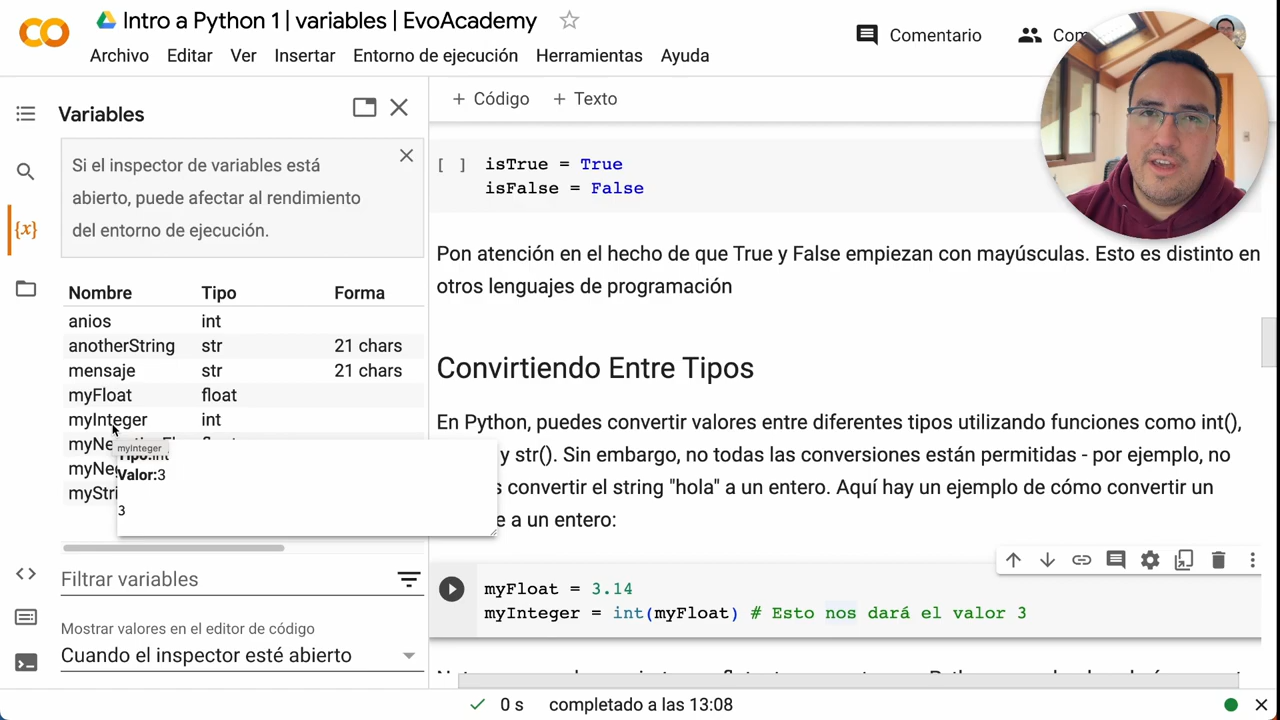 Intro a Python 1 | variables | EvoAcademy
Archivo Editar Ver Insertar Entorno de ejecución Herramientas Ayuda
Comentario
Com
Variables
Si el inspector de variables está
abierto, puede afectar al rendimiento
del entorno de ejecución.
Nombre Tipo Forma
anios int
anotherString str 21 chars
mensaje str 21 chars
myFloat float
myInteger int
myInteger
Tipo:int
Valor:3
3
Filtrar variables
Mostrar valores en el editor de código
Cuando el inspector esté abierto
+ Código + Texto
[ ] isTrue = True
isFalse = False
Pon atención en el hecho de que True y False empiezan con mayúsculas. Esto es distinto en
otros lenguajes de programación
Convirtiendo Entre Tipos
En Python, puedes convertir valores entre diferentes tipos utilizando funciones como int(),
y str(). Sin embargo, no todas las conversiones están permitidas - por ejemplo, no
convertir el string "hola" a un entero. Aquí hay un ejemplo de cómo convertir un
a un entero:
myFloat = 3.14
myInteger = int(myFloat) # Esto nos dará el valor 3
0 s completado a las 13:08